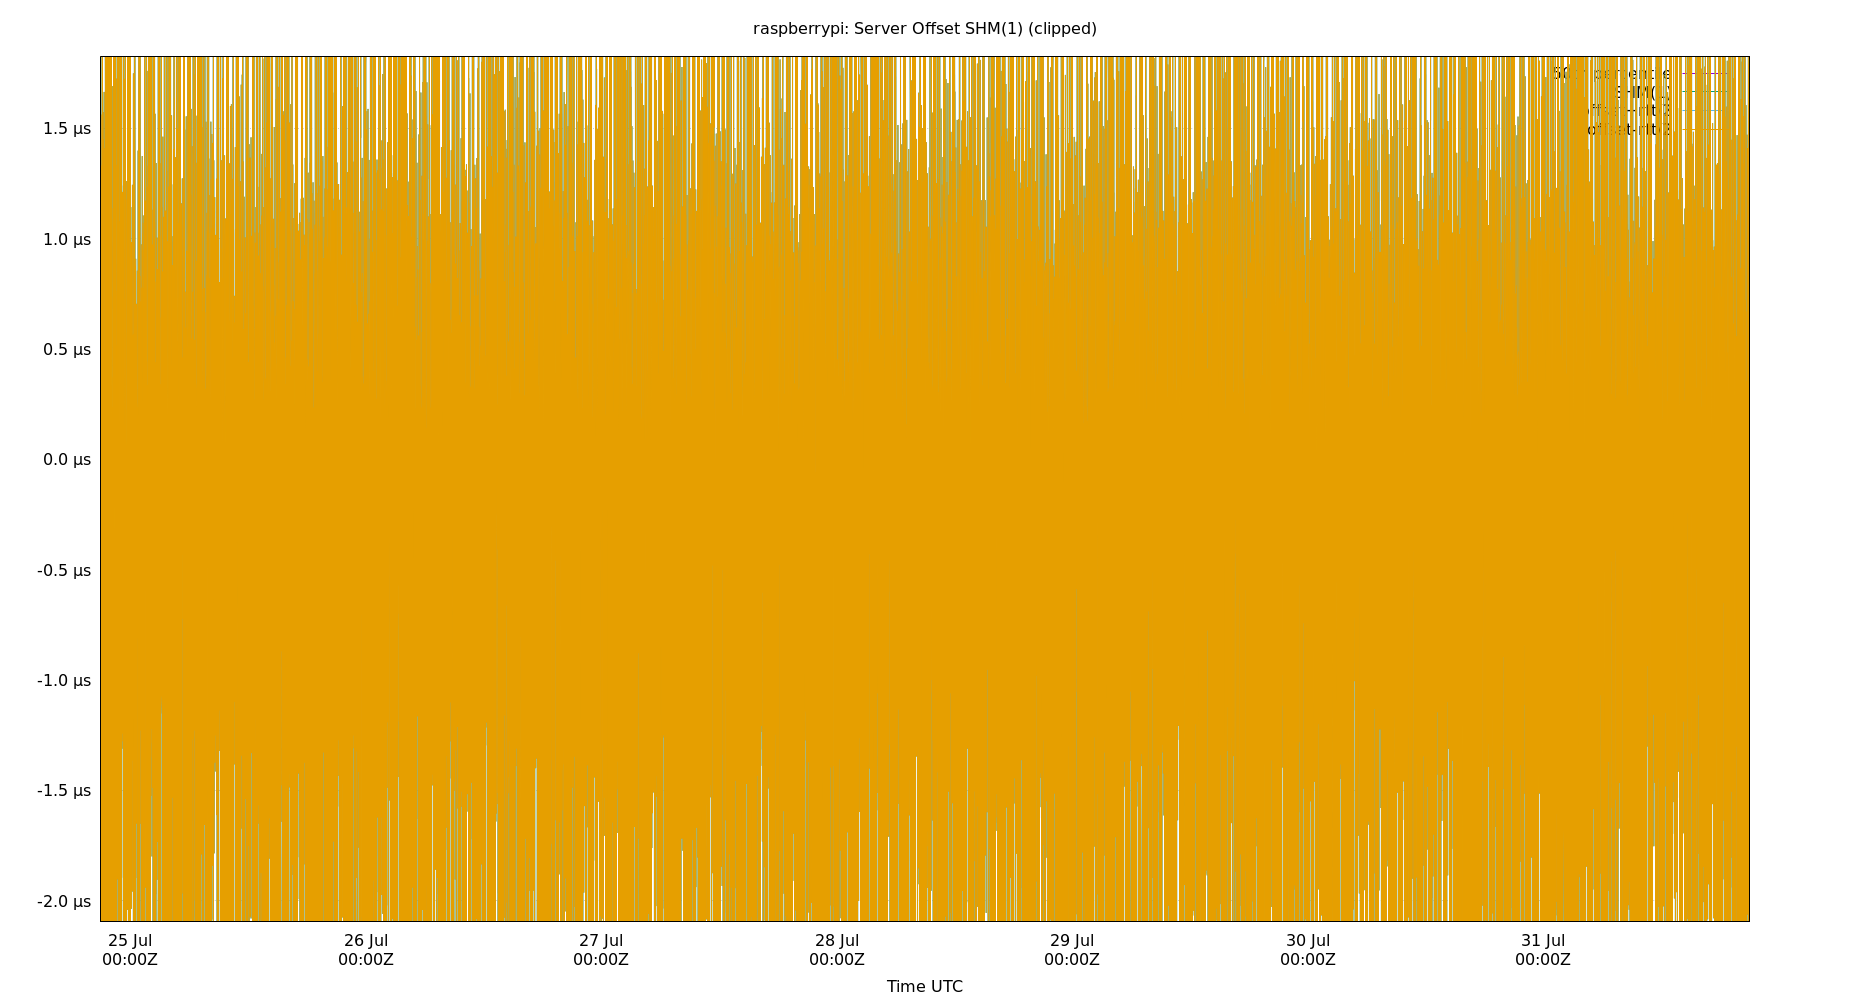 raspberrypi: Server Offset SHM(1) (clipped)
SHM(1)
1.5 µs
1.0 µs
0.5 µs
0.0 µs
-0.5 µs
-1.0 µs
-1.5 µs
-2.0 µs
25 Jul 26 Jul 27 Jul 28 Jul 29 Jul 30 Jul 31 Jul
00:00Z 00:00Z 00:00Z 00:00Z 00:00Z 00:00Z 00:00Z
Time UTC